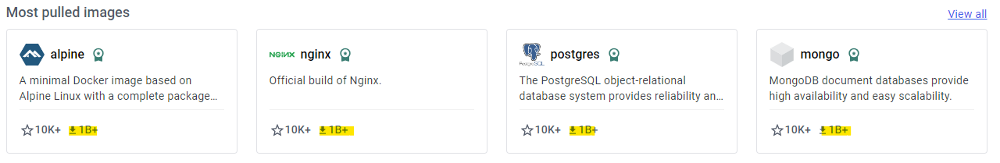 Most pulled images
View all
alpine
A minimal Docker image based on
Alpine Linux with a complete package…
10K+ 1B+
NGINX nginx
Official build of Nginx.
10K+ 1B+
PostgreSQL postgres
The PostgreSQL object-relational
database system provides reliability an…
10K+ 1B+
mongo
MongoDB document databases provide
high availability and easy scalability.
10K+ 1B+